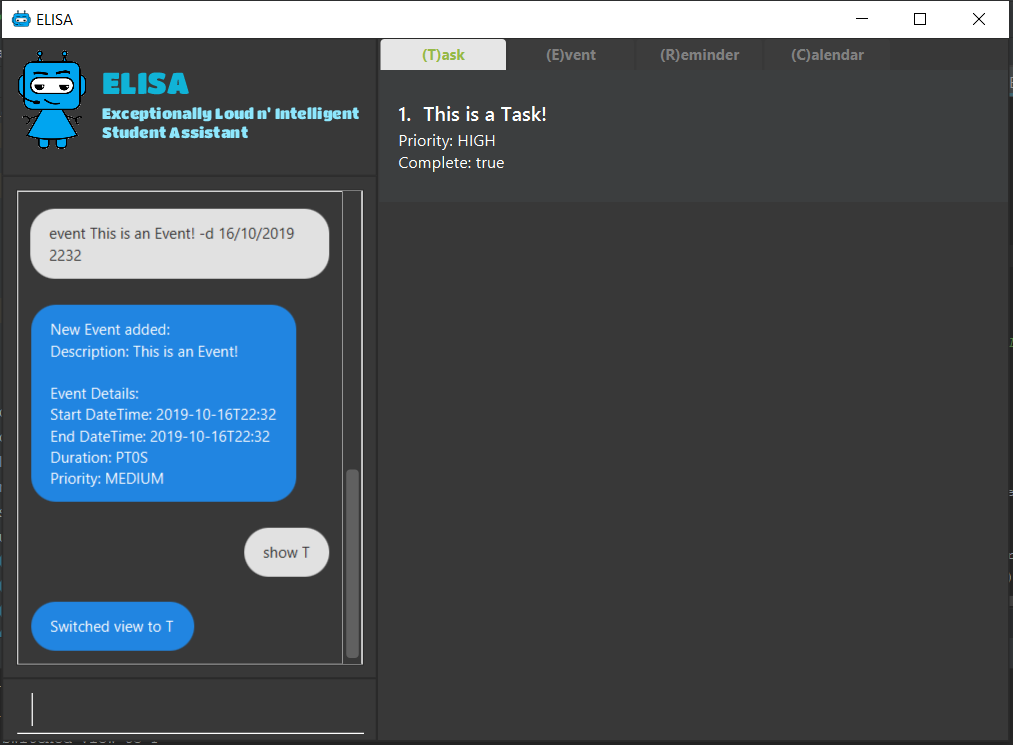 ELISA
ELISA
Exceptionally Loud n' Intelligent
Student Assistant
event This is an Event! -d 16/10/2019
2232
New Event added:
Description: This is an Event!
Event Details:
Start DateTime: 2019-10-16T22:32
End DateTime: 2019-10-16T22:32
Duration: PT0S
Priority: MEDIUM
show T
Switched view to T
(T)ask
(E)vent
(R)eminder
(C)alendar
1. This is a Task!
Priority: HIGH
Complete: true